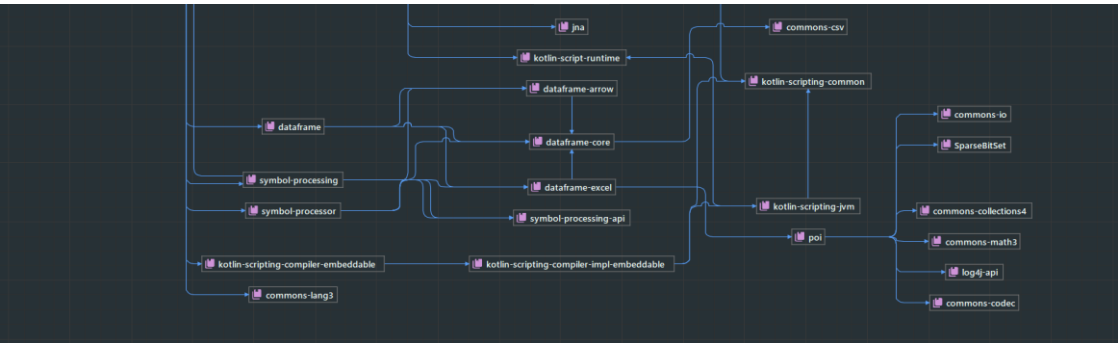 jna
commons-csv
kotlin-script-runtime
kotlin-scripting-common
dataframe-arrow
commons-io
dataframe
dataframe-core
SparseBitSet
symbol-processing
dataframe-excel
kotlin-scripting-jvm
symbol-processor
symbol-processing-api
commons-collections4
poi
commons-math3
kotlin-scripting-compiler-embeddable
kotlin-scripting-compiler-impl-embeddable
log4j-api
commons-lang3
commons-codec